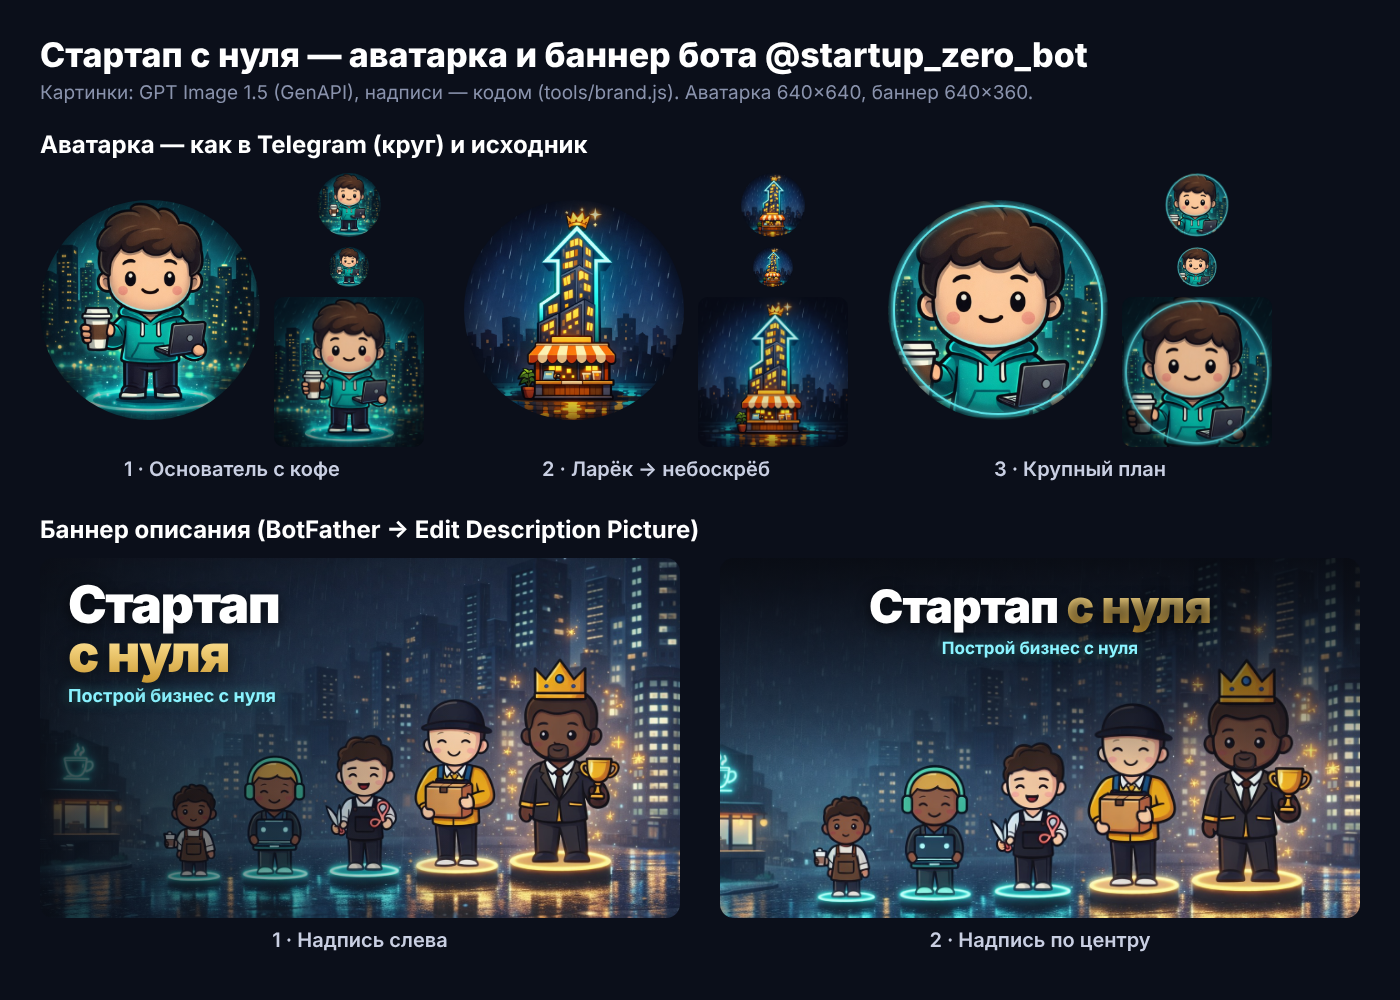 Стартап с нуля — аватарка и баннер бота @startup_zero_bot
Картинки: GPT Image 1.5 (GenAPI), надписи — кодом (tools/brand.js). Аватарка 640×640, баннер 640×360.
Аватарка — как в Telegram (круг) и исходник
1 · Основатель с кофе
2 · Ларёк → небоскрёб
3 · Крупный план
Баннер описания (BotFather → Edit Description Picture)
Стартап
с нуля
Построй бизнес с нуля
Стартап с нуля
Построй бизнес с нуля
1 · Надпись слева
2 · Надпись по центру